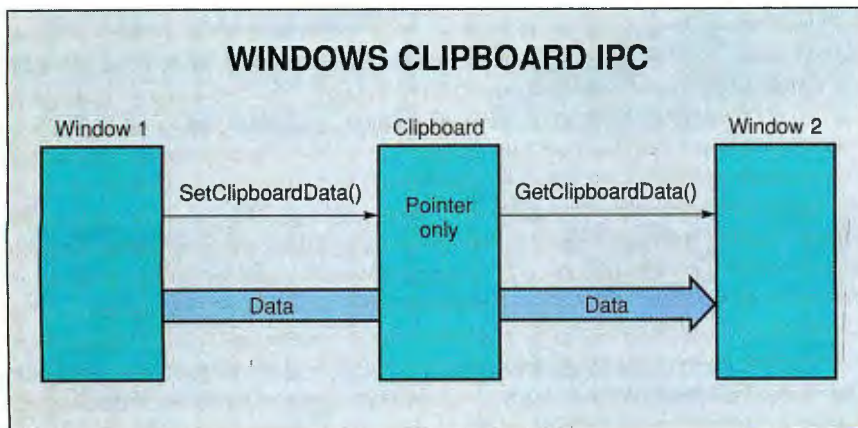 WINDOWS CLIPBOARD IPC
Window 1
Clipboard
Window 2
SetClipboardData()
GetClipboardData()
Pointer
only
Data
Data